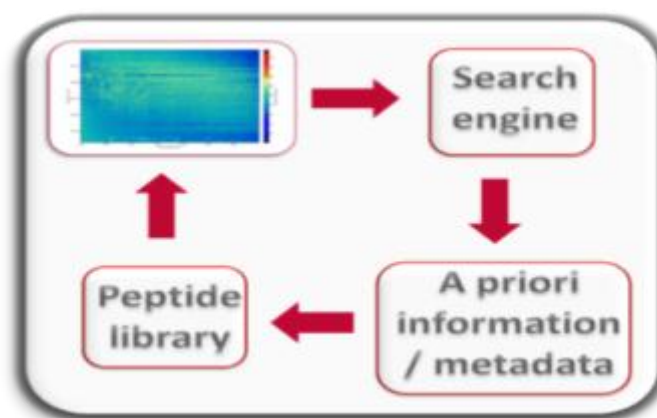 Search
engine
Peptide
library
A priori
information
/ metadata